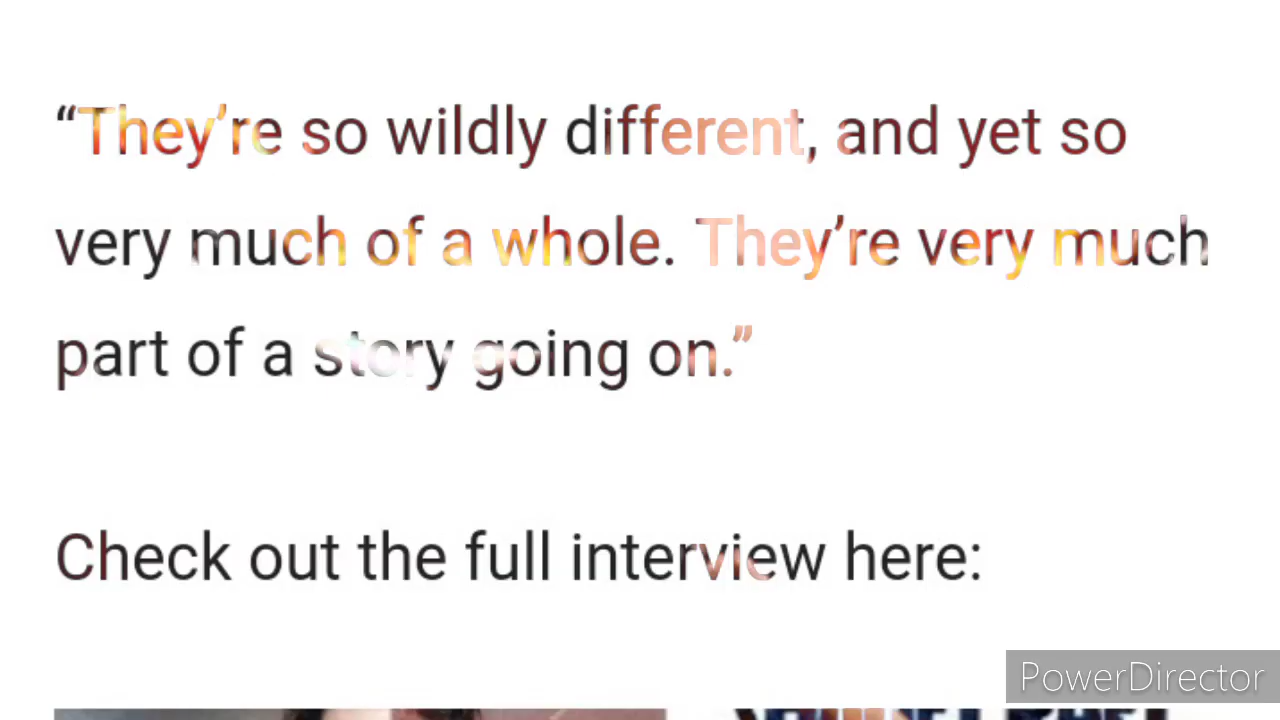 “They’re so wildly different, and yet so
very much of a whole. They’re very much
part of a story going on.”
Check out the full interview here:
PowerDirector